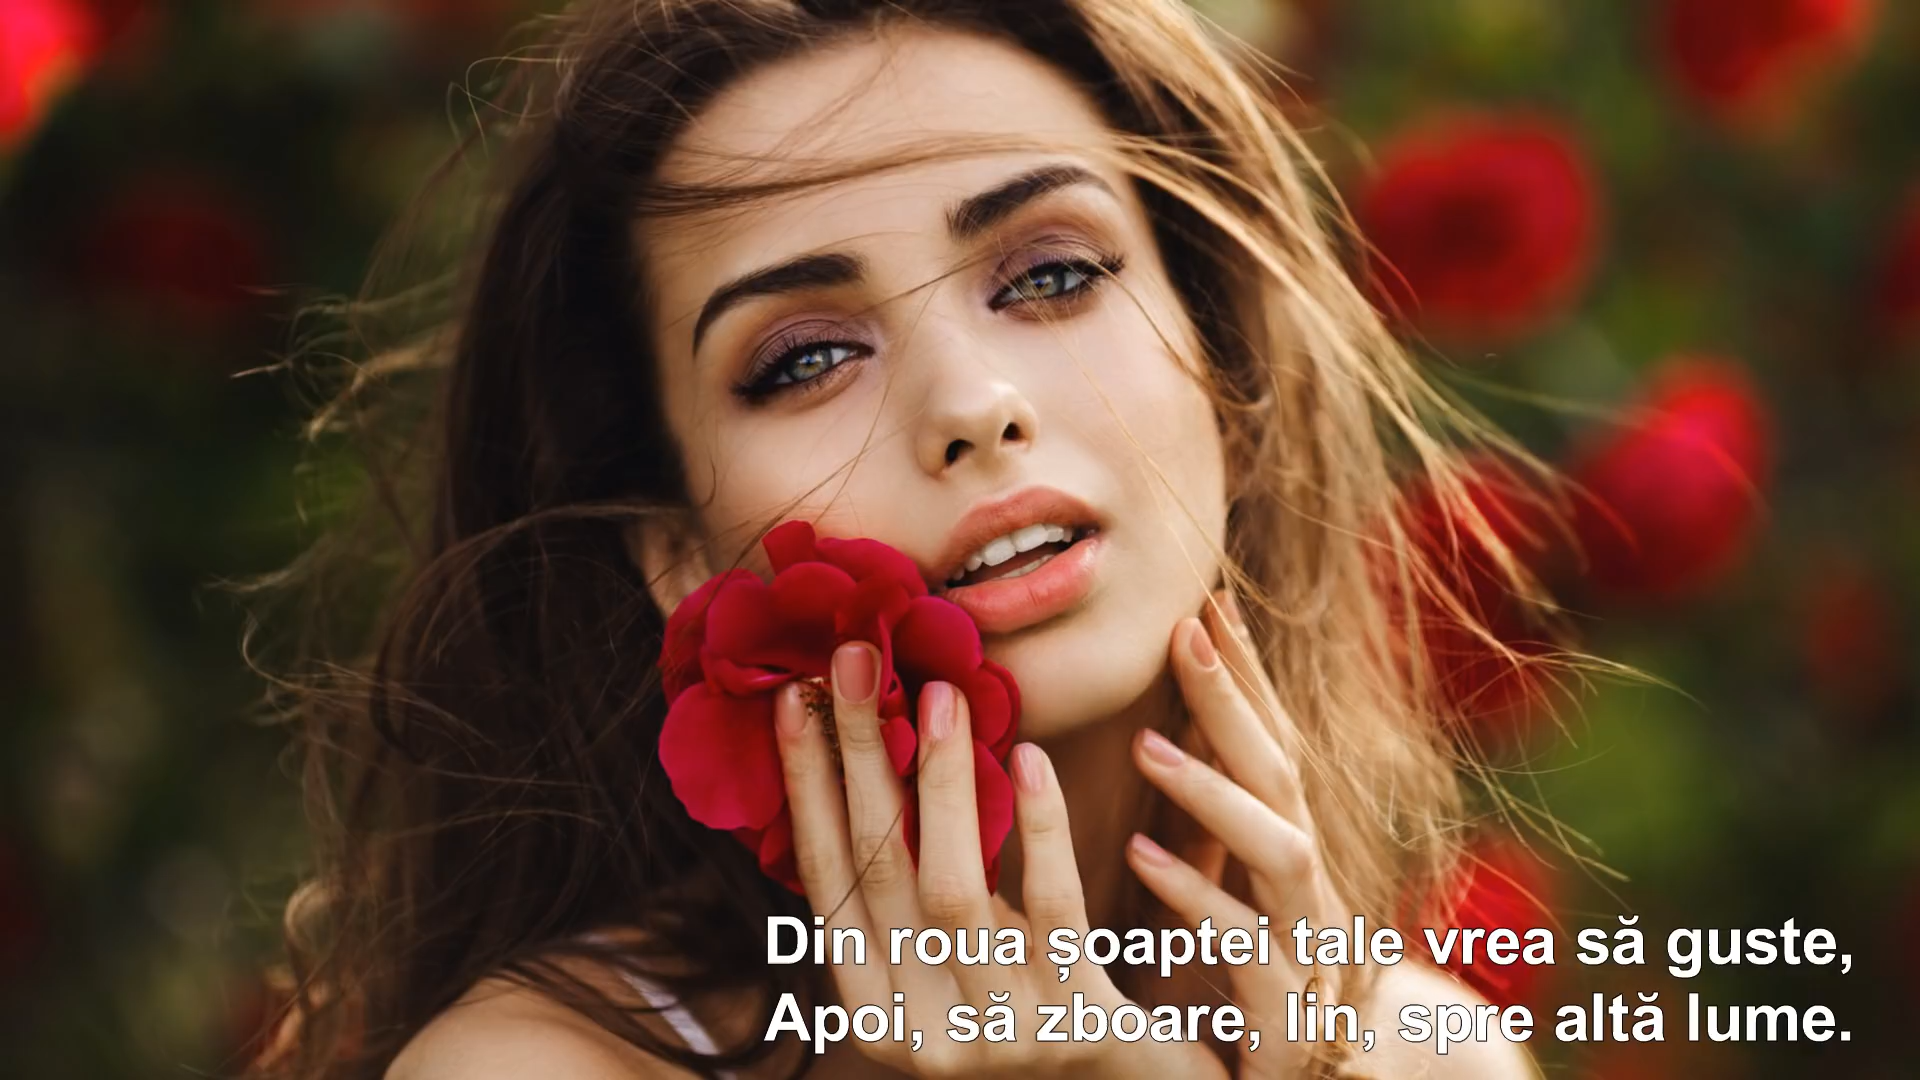 Din roua șoaptei tale vrea să guste,
Apoi, să zboare, lin, spre altă lume.